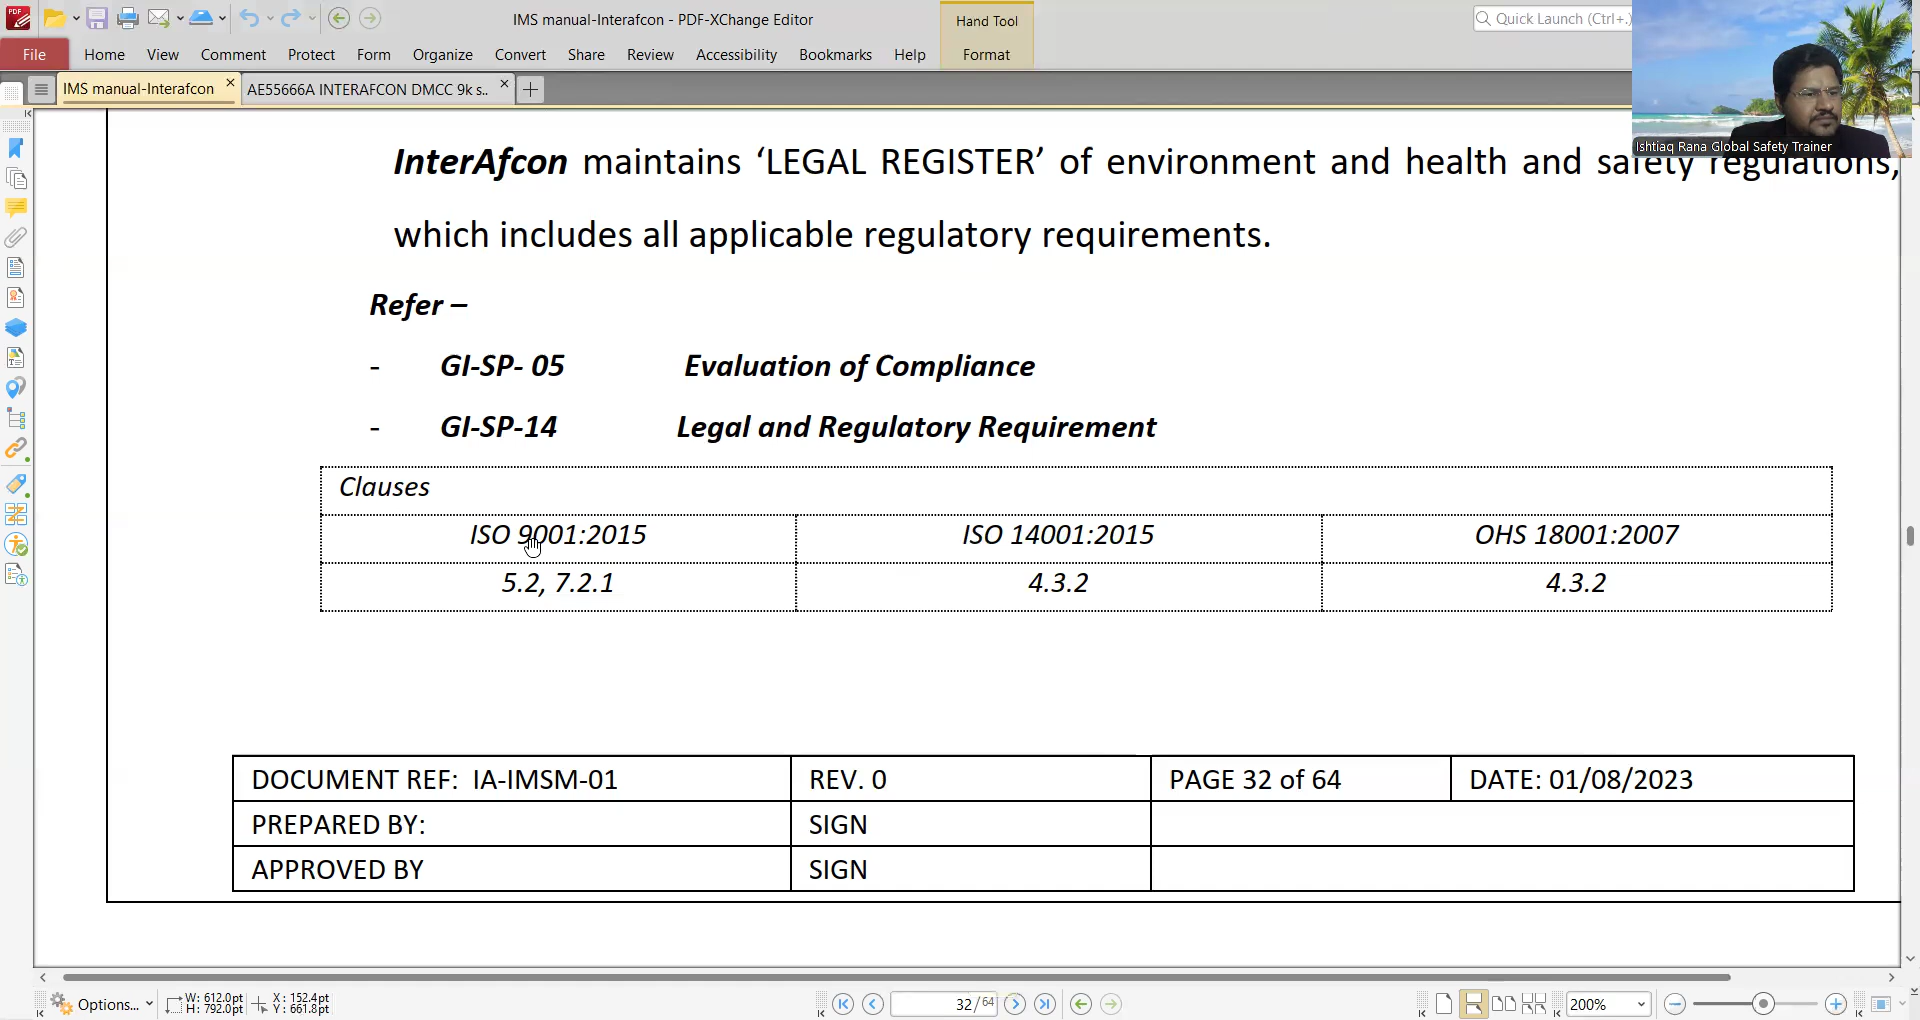 IMS manual-Interafcon - PDF-XChange Editor
Hand Tool
Quick Launch (Ctrl+.)
File Home View Comment Protect Form Organize Convert Share Review Accessibility Bookmarks Help Format
IMS manual-Interafcon
AE55666A INTERAFCON DMCC 9k s..
Ishtiaq Rana Global Safety Trainer
InterAfcon maintains ‘LEGAL REGISTER’ of environment and health and safety regulations,
which includes all applicable regulatory requirements.
Refer –
- GI-SP- 05 Evaluation of Compliance
- GI-SP-14 Legal and Regulatory Requirement
Clauses
ISO 9001:2015 ISO 14001:2015 OHS 18001:2007
5.2, 7.2.1 4.3.2 4.3.2
DOCUMENT REF: IA-IMSM-01 REV. 0 PAGE 32 of 64 DATE: 01/08/2023
PREPARED BY: SIGN
APPROVED BY SIGN
Options...
W: 612.0pt
H: 792.0pt
X: 152.4pt
Y: 661.8pt
32 / 64
200%